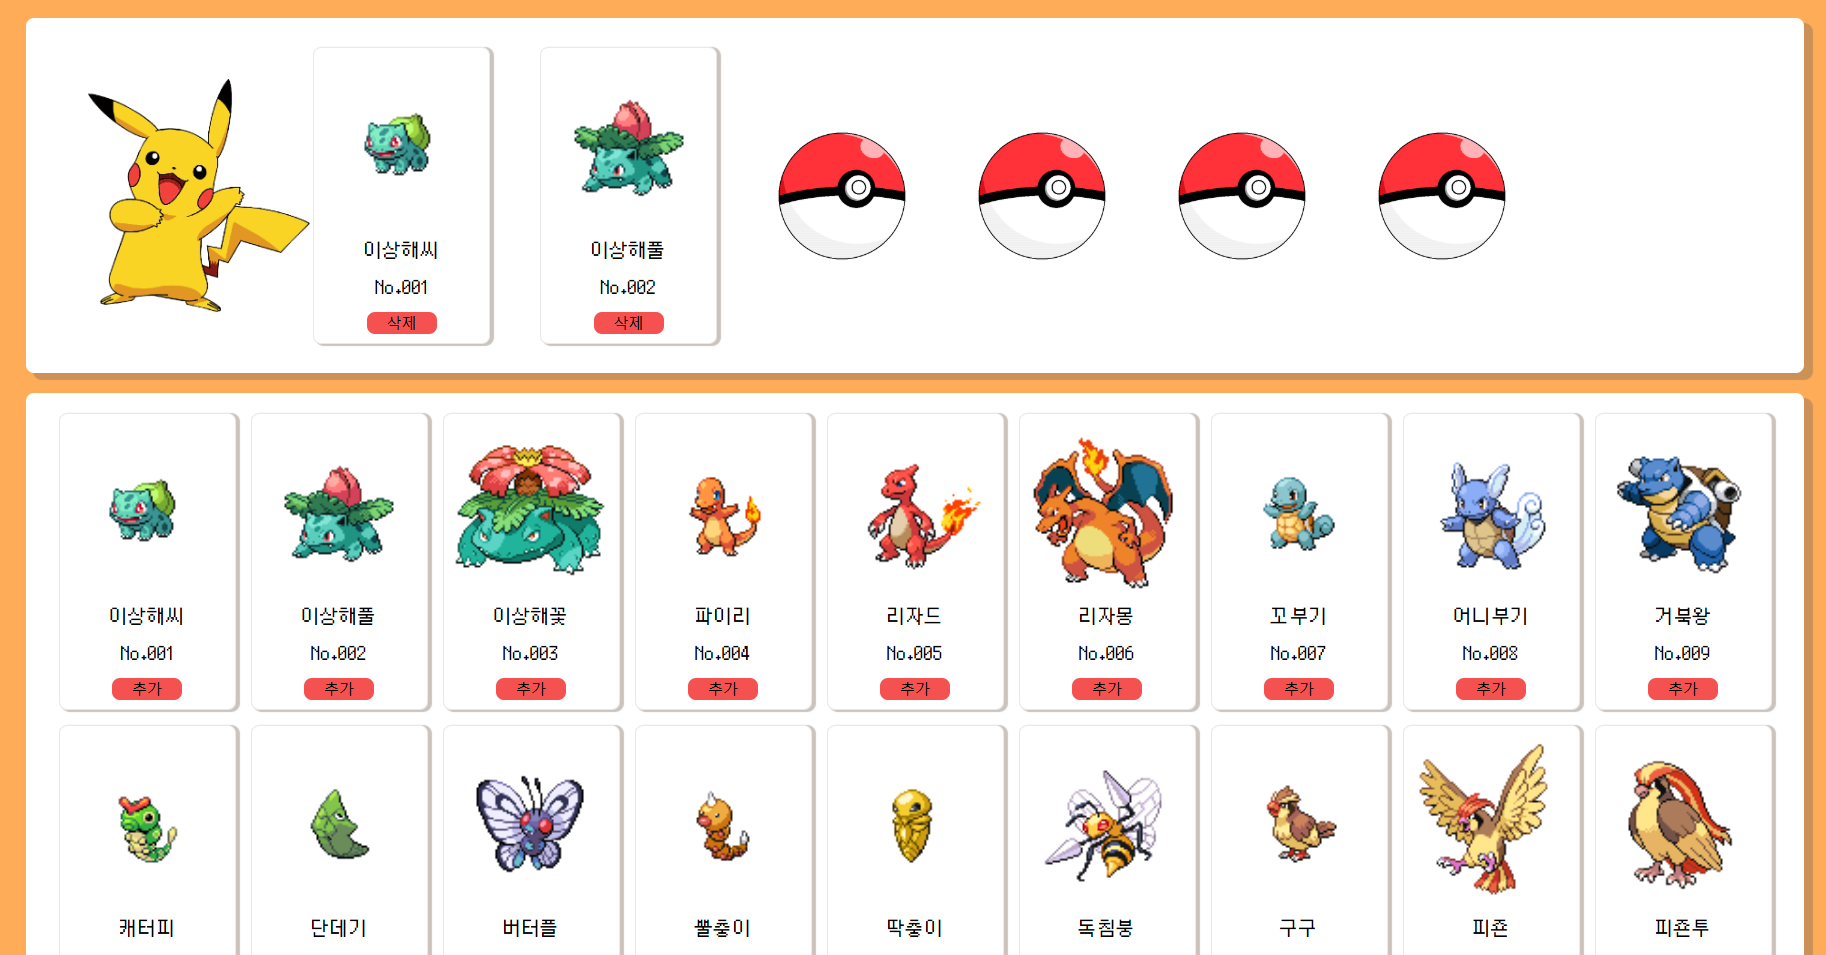 이상해씨
No.001
삭제
이상해풀
No.002
삭제
이상해씨
No.001
추가
이상해풀
No.002
추가
이상해꽃
No.003
추가
파이리
No.004
추가
리자드
No.005
추가
리자몽
No.006
추가
꼬부기
No.007
추가
어니부기
No.008
추가
거북왕
No.009
추가
캐터피
단데기
버터플
뿔충이
딱충이
독침붕
구구
피죤
피죤투